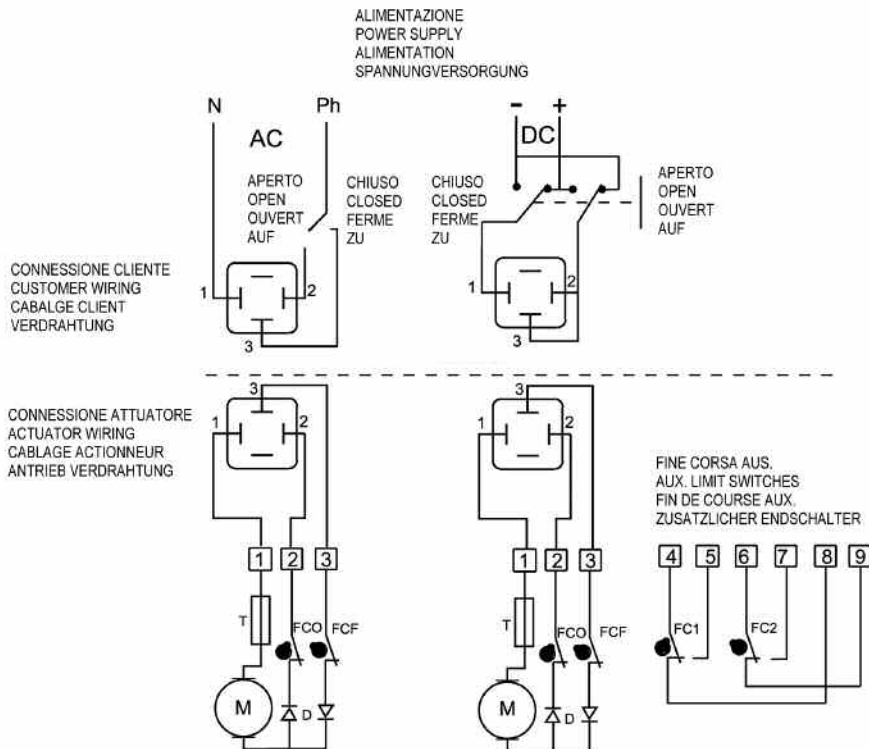 ALIMENTAZIONE
POWER SUPPLY
ALIMENTATION
SPANNUNGVERSORGUNG
N
Ph
AC
-
+
DC
APERTO
OPEN
OUVERT
AUF
CHIUSO
CLOSED
FERME
ZU
CHIUSO
CLOSED
FERME
ZU
APERTO
OPEN
OUVERT
AUF
CONNESSIONE CLIENTE
CUSTOMER WIRING
CABALGE CLIENT
VERDRAHTUNG
1
2
3
1
2
3
CONNESSIONE ATTUATORE
ACTUATOR WIRING
CABLAGE ACTIONNEUR
ANTRIEB VERDRAHTUNG
3
1
2
3
1
2
FINE CORSA AUS.
AUX. LIMIT SWITCHES
FIN DE COURSE AUX.
ZUSATZLICHER ENDSCHALTER
1 2 3
1 2 3
4 5 6 7 8 9
T
FCO
FCF
T
FCO
FCF
FC1
FC2
M
D
M
D